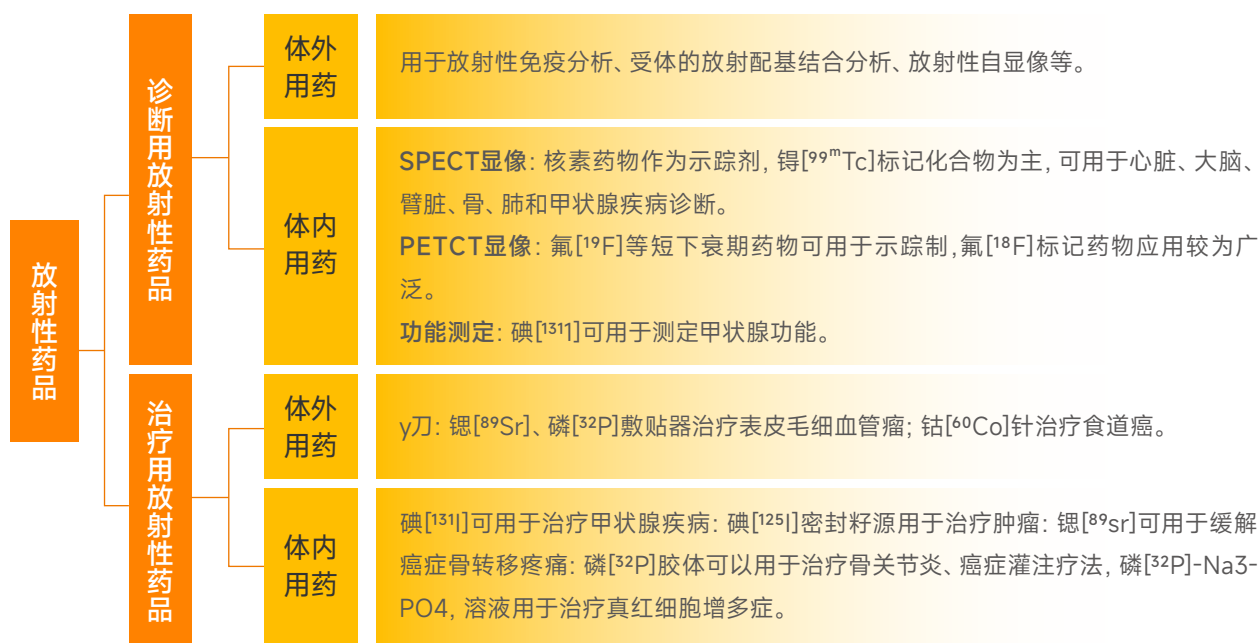 放射性药品
诊断用放射性药品
体外
用药
用于放射性免疫分析、受体的放射配基结合分析、放射性自显像等。
体内
用药
SPECT显像: 核素药物作为示踪剂, 锝[⁹⁹ᵐTc]标记化合物为主, 可用于心脏、大脑、
臂脏、骨、肺和甲状腺疾病诊断。
PETCT显像: 氟[¹⁹F]等短下衰期药物可用于示踪制,氟[¹⁸F]标记药物应用较为广
泛。
功能测定: 碘[¹³¹1]可用于测定甲状腺功能。
治疗用放射性药品
体外
用药
y刀: 锶[⁸⁹Sr]、磷[³²P]敷贴器治疗表皮毛细血管瘤; 钴[⁶⁰Co]针治疗食道癌。
体内
用药
碘[¹³¹I]可用于治疗甲状腺疾病: 碘[¹²⁵I]密封籽源用于治疗肿瘤: 锶[⁸⁹sr]可用于缓解
癌症骨转移疼痛: 磷[³²P]胶体可以用于治疗骨关节炎、癌症灌注疗法, 磷[³²P]-Na3-
PO4, 溶液用于治疗真红细胞增多症。